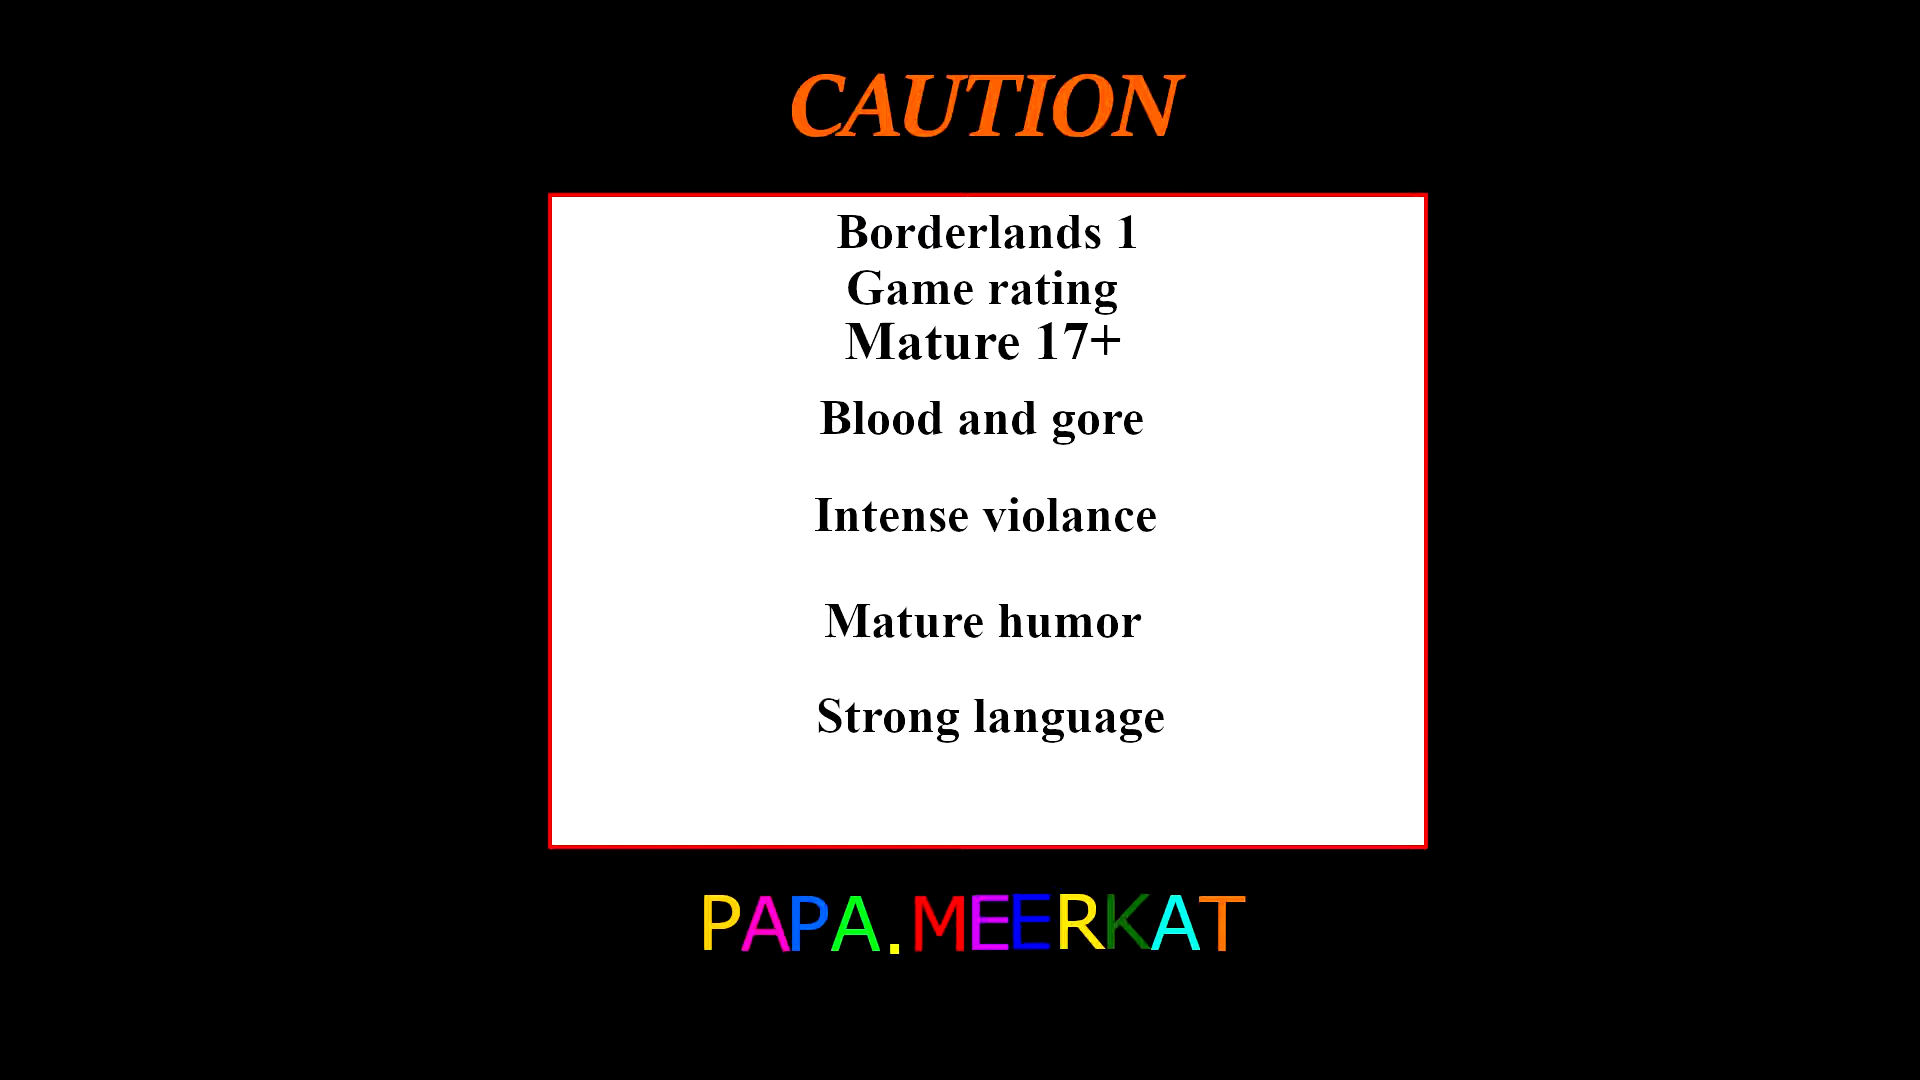 CAUTION
Borderlands 1
Game rating
Mature 17+
Blood and gore
Intense violance
Mature humor
Strong language
PAPA.MEERKAT